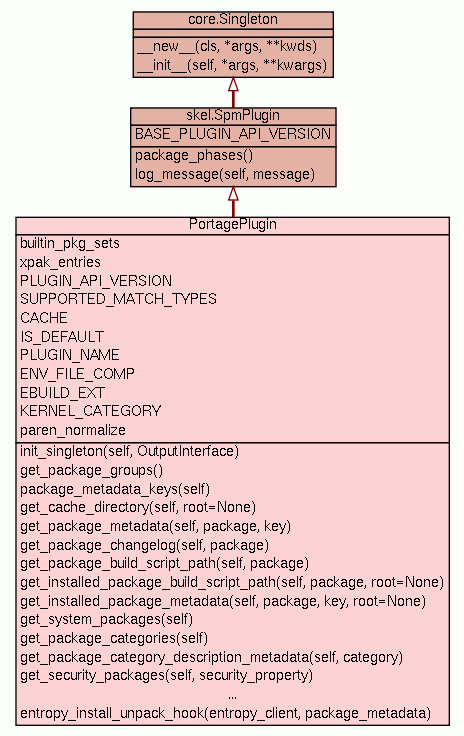 core.Singleton
__new__(cls, *args, **kwds)
__init__(self, *args, **kwargs)
skel.SpmPlugin
BASE_PLUGIN_API_VERSION
package_phases()
log_message(self, message)
PortagePlugin
builtin_pkg_sets
xpak_entries
PLUGIN_API_VERSION
SUPPORTED_MATCH_TYPES
CACHE
IS_DEFAULT
PLUGIN_NAME
ENV_FILE_COMP
EBUILD_EXT
KERNEL_CATEGORY
paren_normalize
init_singleton(self, OutputInterface)
get_package_groups()
package_metadata_keys(self)
get_cache_directory(self, root=None)
get_package_metadata(self, package, key)
get_package_changelog(self, package)
get_package_build_script_path(self, package)
get_installed_package_build_script_path(self, package, root=None)
get_installed_package_metadata(self, package, key, root=None)
get_system_packages(self)
get_package_categories(self)
get_package_category_description_metadata(self, category)
get_security_packages(self, security_property)
...
entropy_install_unpack_hook(entropy_client, package_metadata)